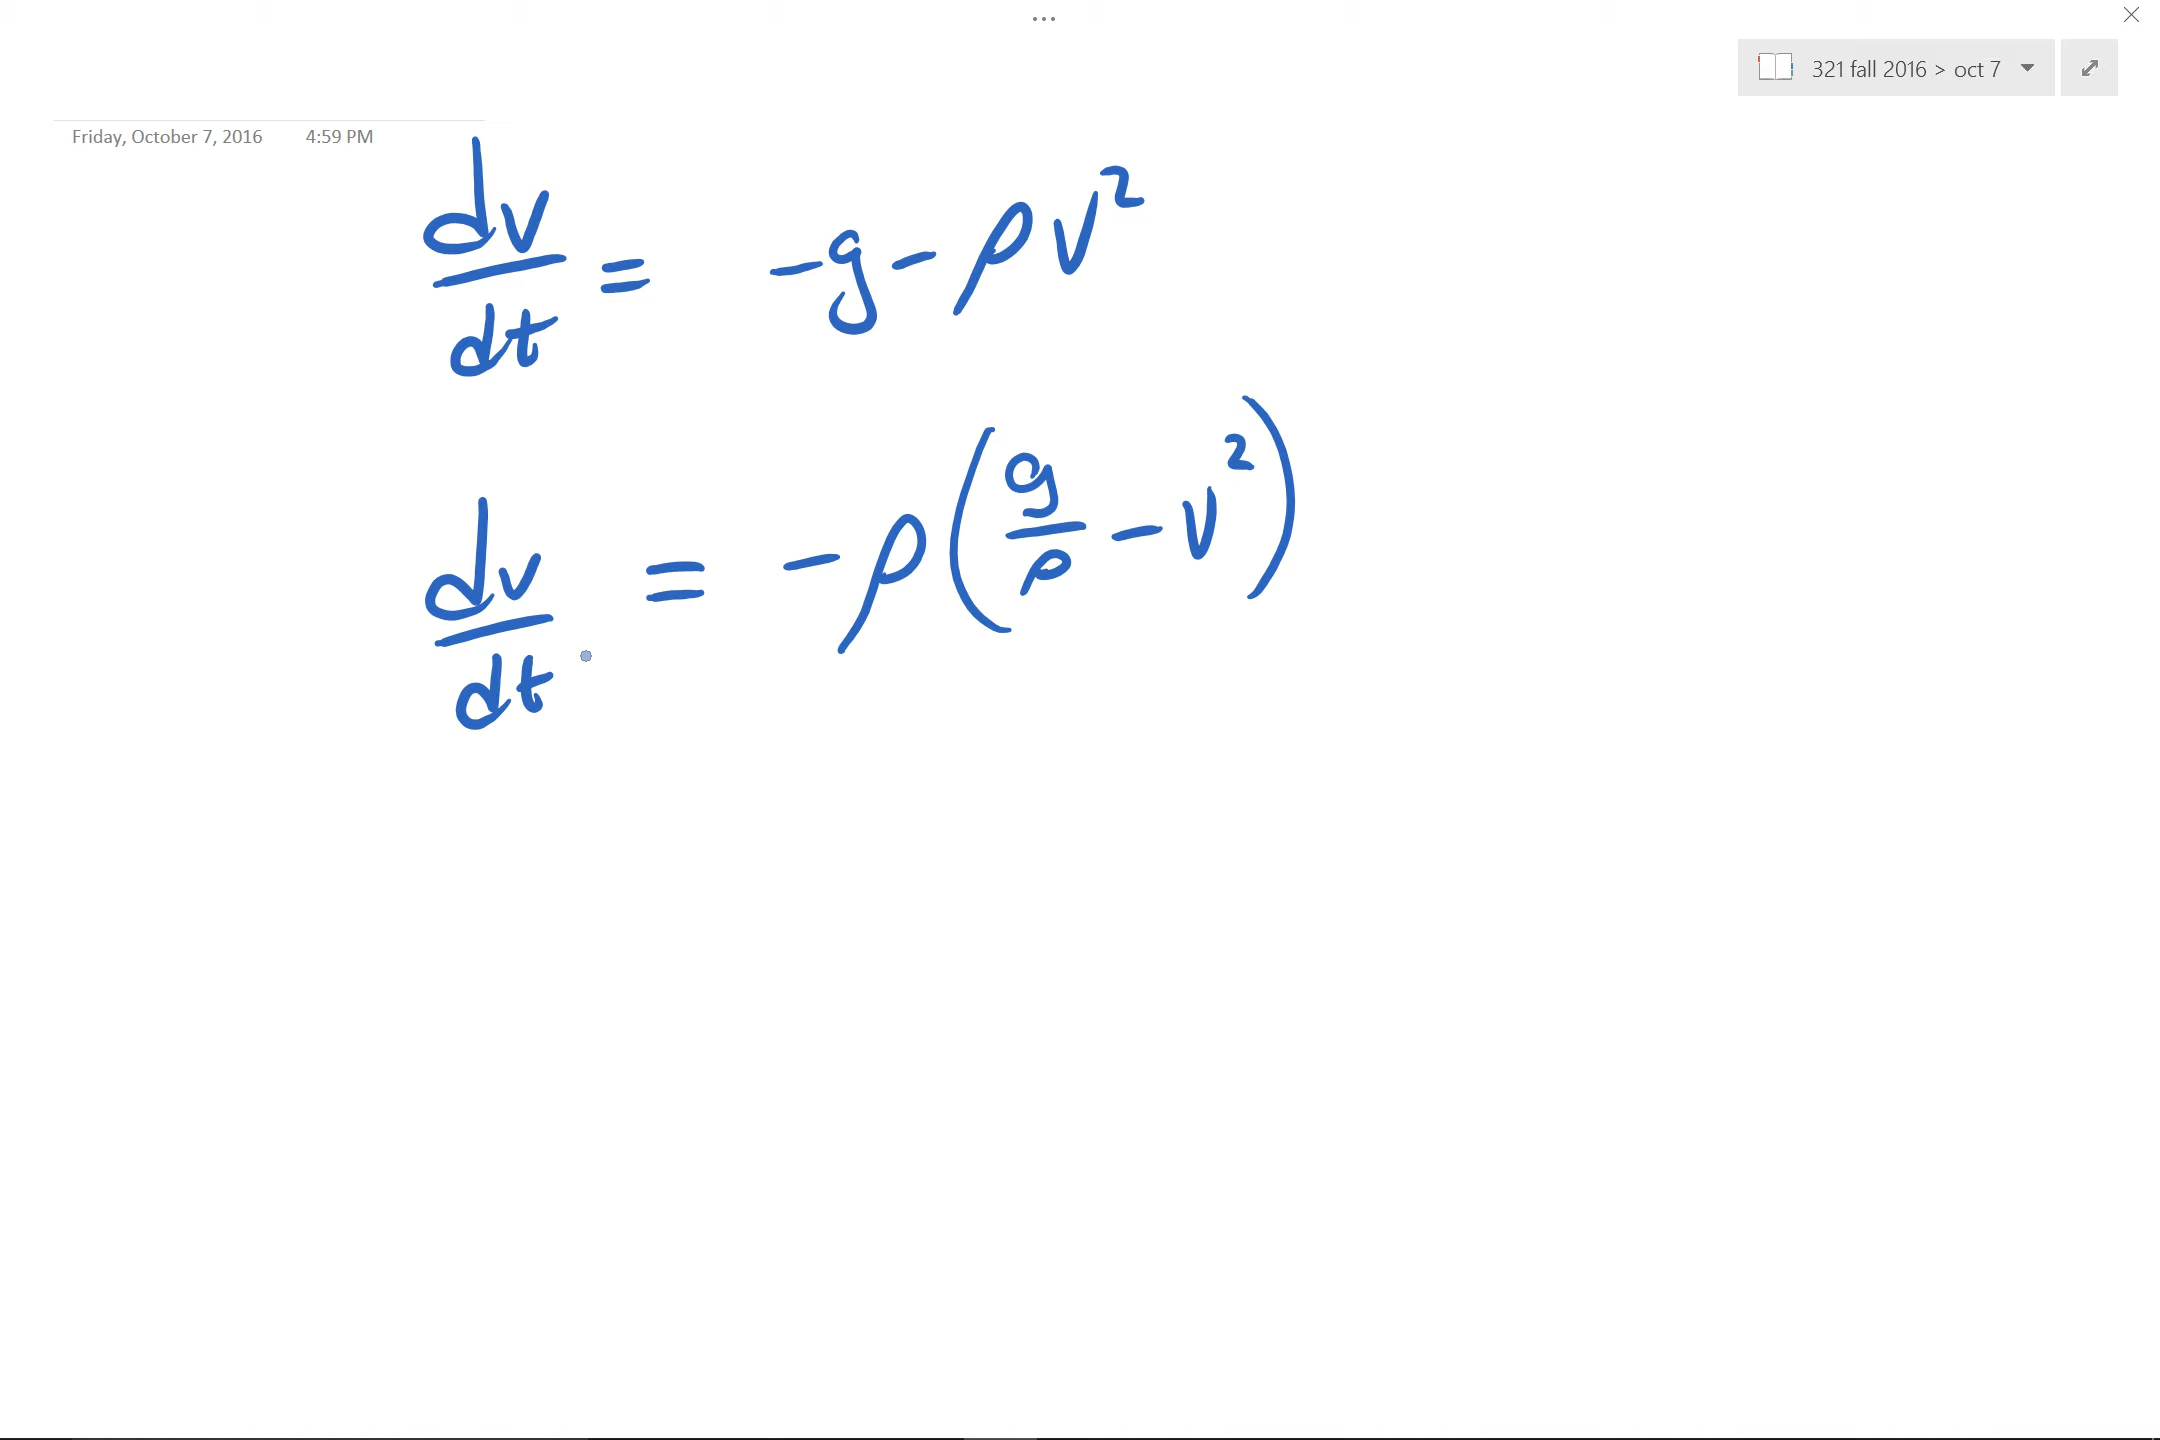 321 fall 2016 > oct 7
Friday, October 7, 2016 4:59 PM
dv/dt = -g - ρv²
dv/dt = -ρ(g/ρ - v²)